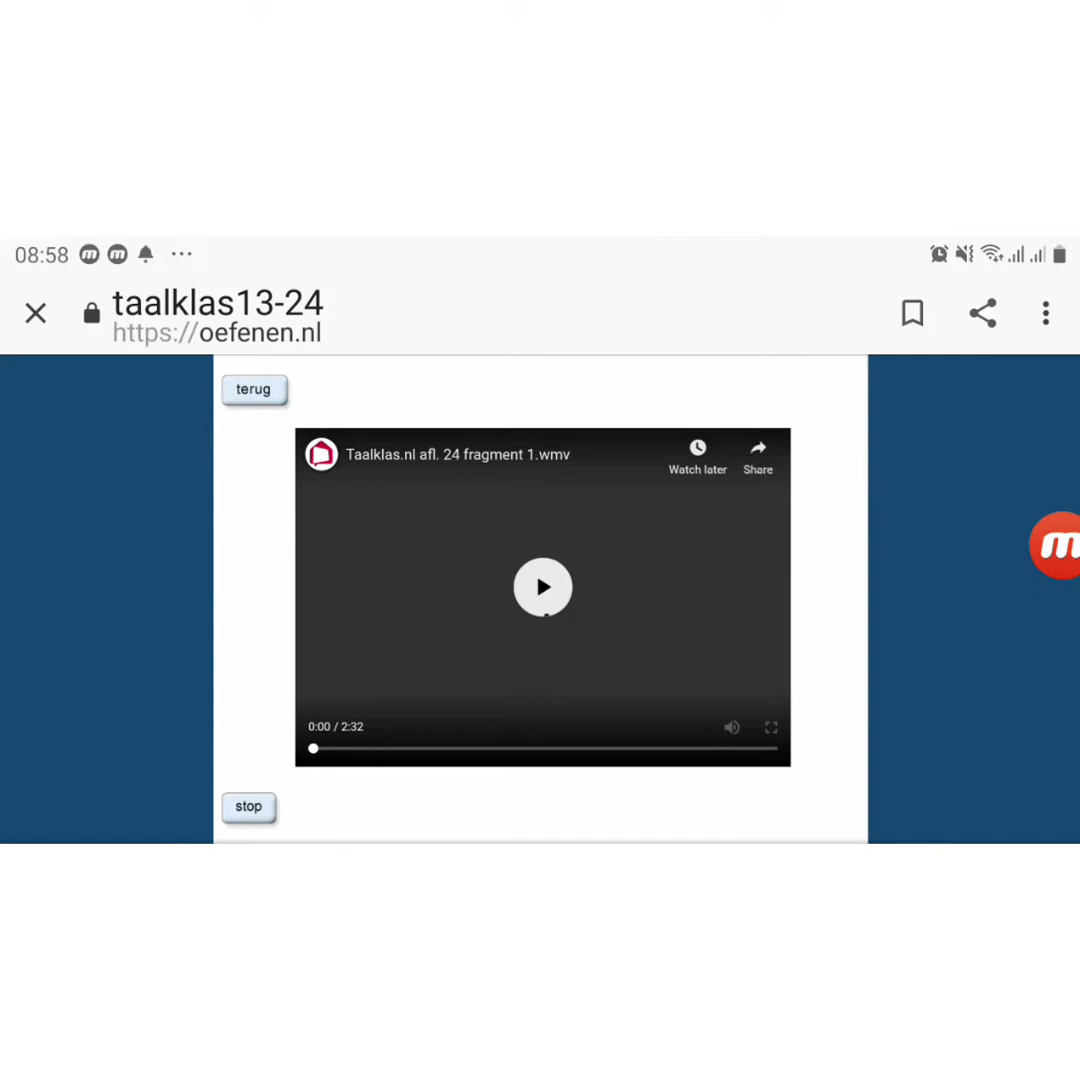 08:58
taalklas13-24
https://oefenen.nl
terug
Taalklas.nl afl. 24 fragment 1.wmv
Watch later
Share
0:00 / 2:32
stop